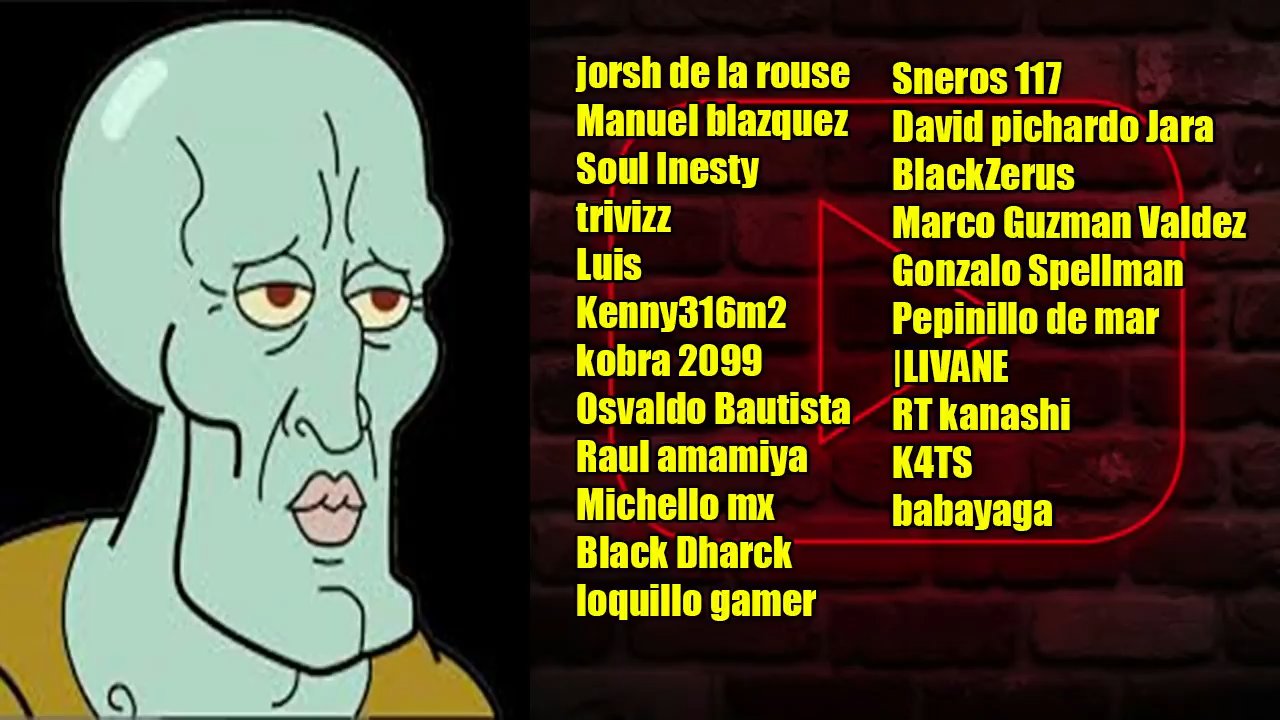 jorsh de la rouse
Manuel blazquez
Soul Inesty
trivizz
Luis
Kenny316m2
kobra 2099
Osvaldo Bautista
Raul amamiya
Michello mx
Black Dharck
loquillo gamer
Sneros 117
David pichardo Jara
BlackZerus
Marco Guzman Valdez
Gonzalo Spellman
Pepinillo de mar
|LIVANE
RT kanashi
K4TS
babayaga